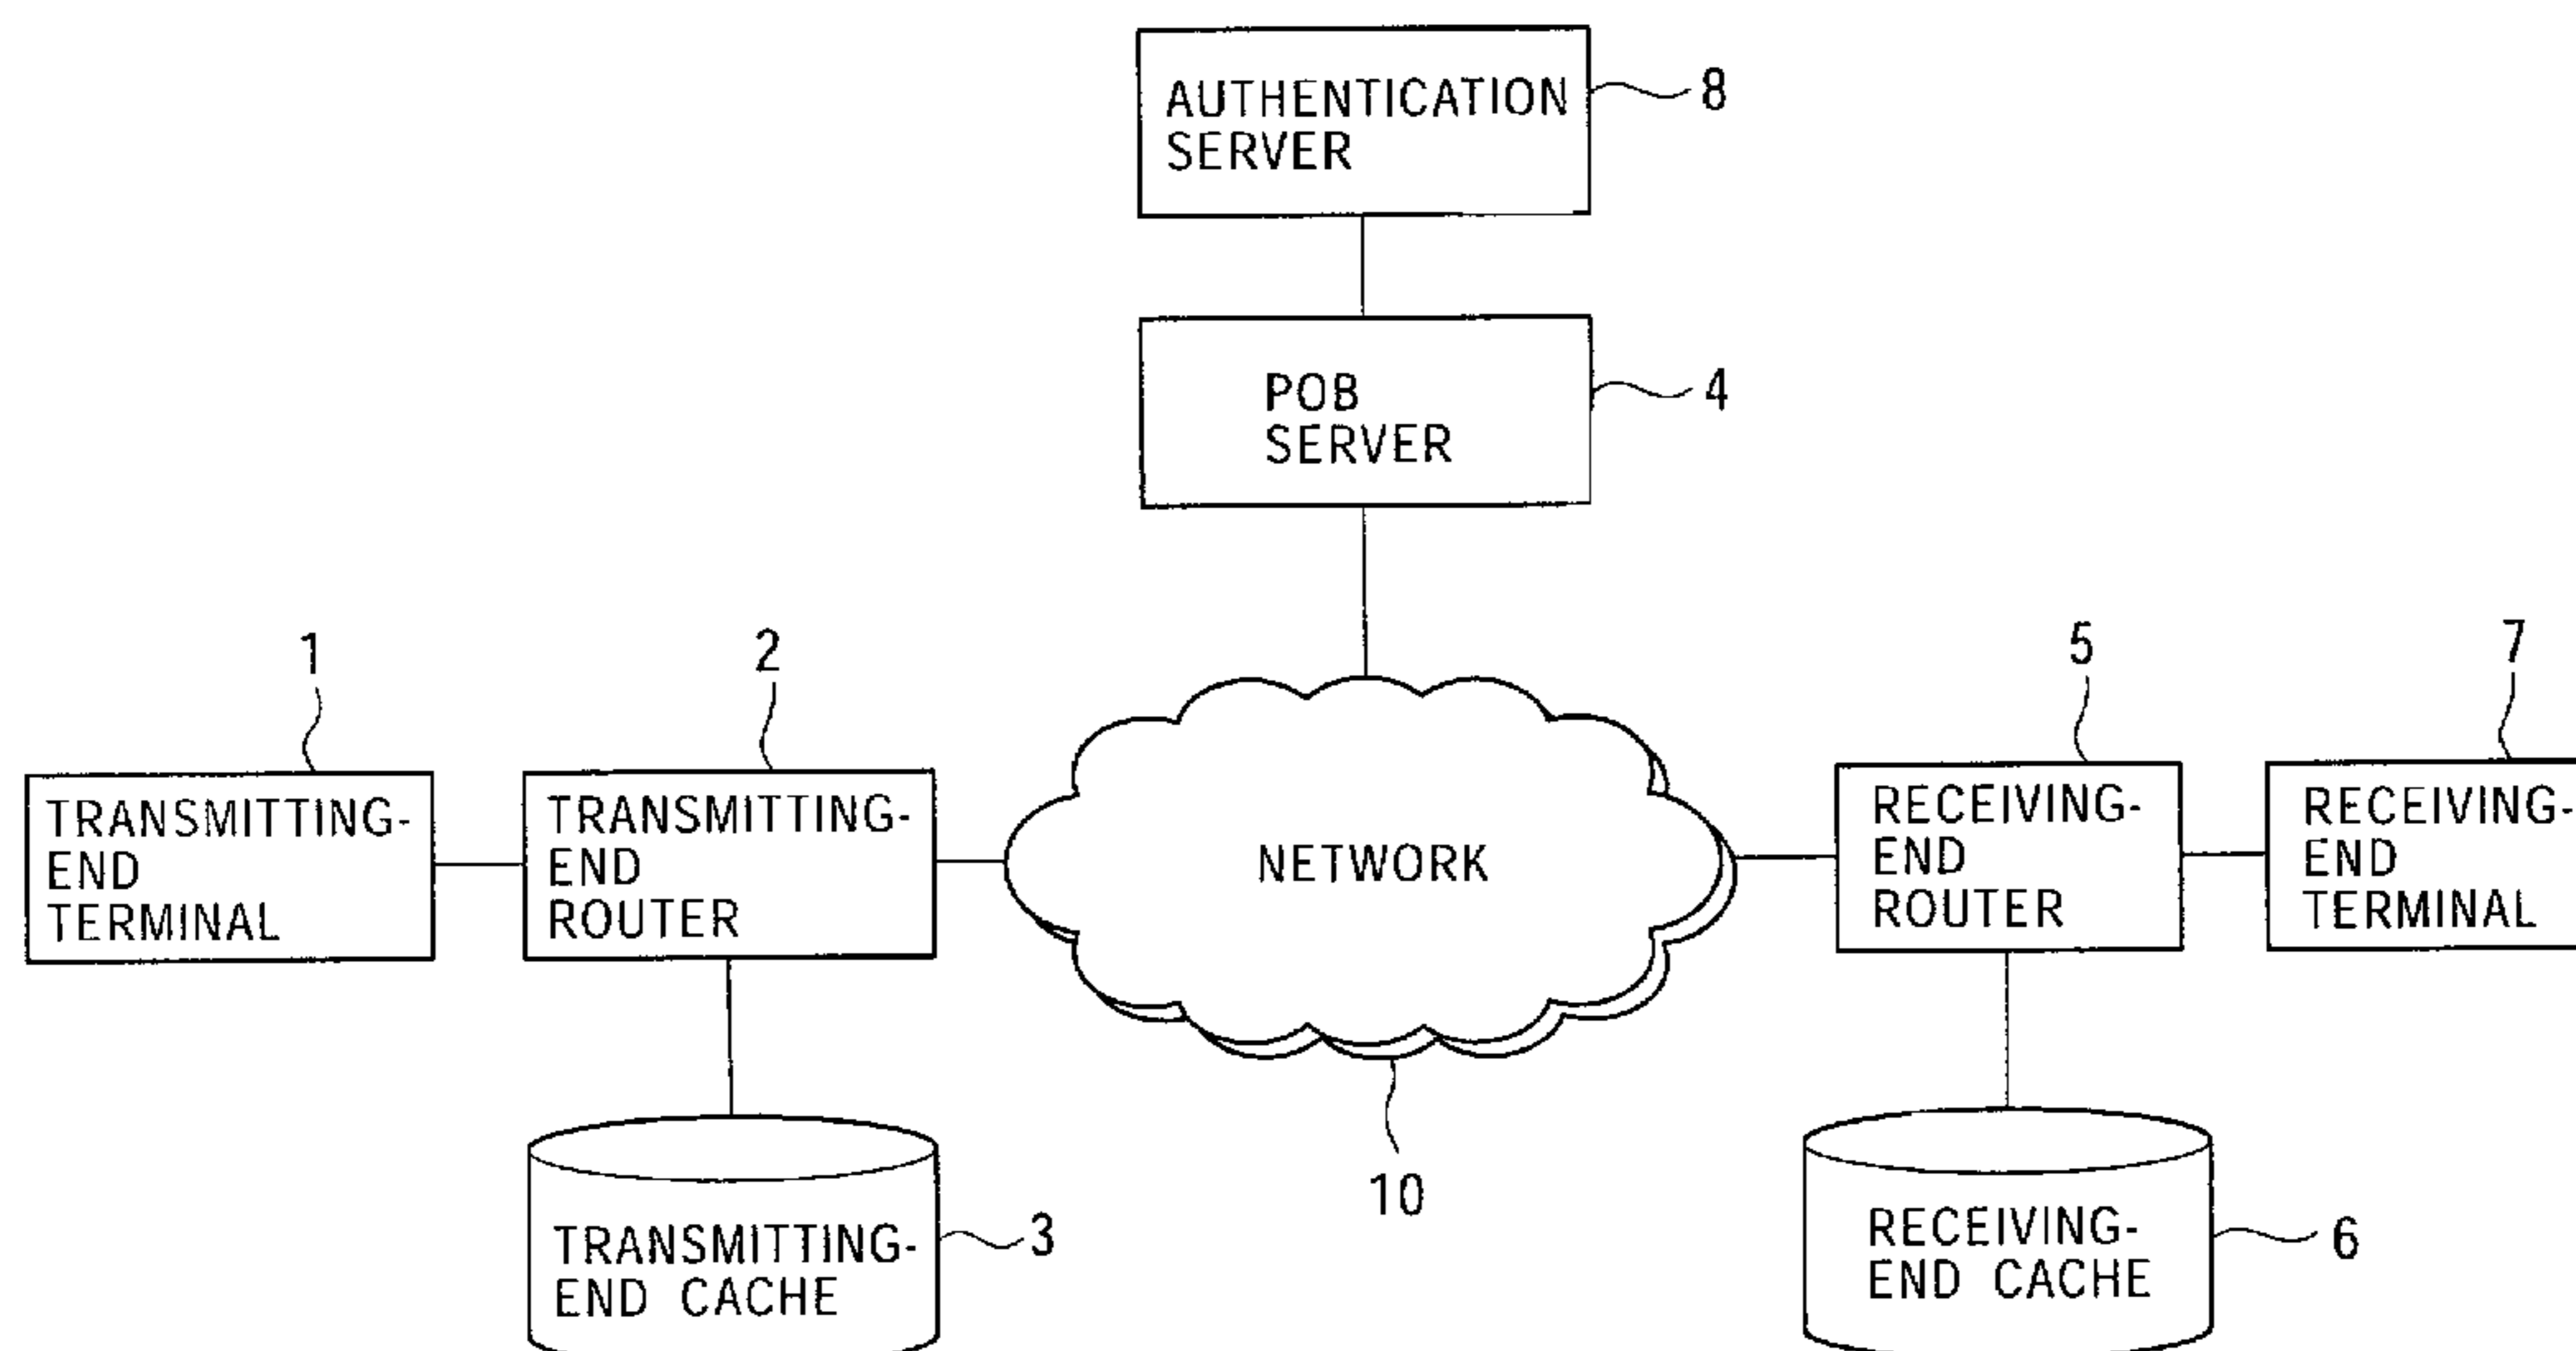 AUTHENTICATION
SERVER
8
POB
SERVER
4
1
2
5
7
TRANSMITTING-
END
TERMINAL
TRANSMITTING-
END
ROUTER
NETWORK
RECEIVING-
END
ROUTER
RECEIVING-
END
TERMINAL
10
TRANSMITTING-
END CACHE
3
RECEIVING-
END CACHE
6